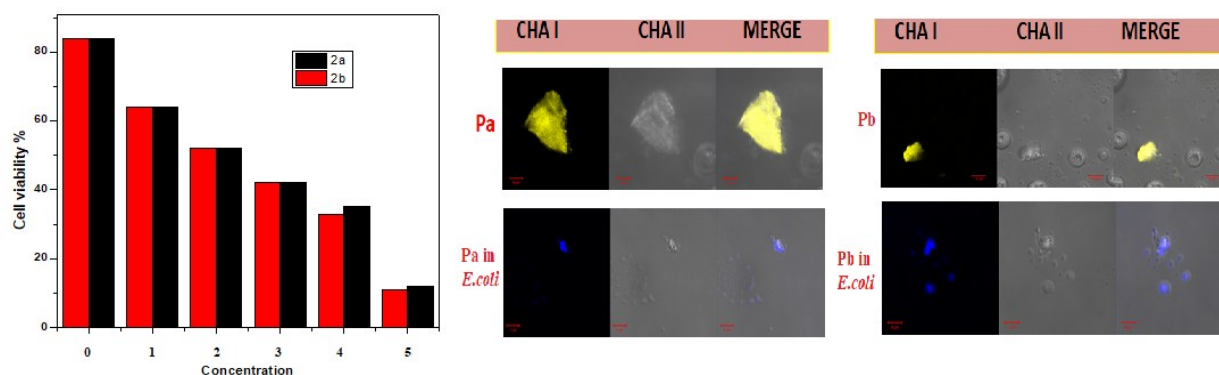 80
60
40
20
0
Cell viability %
2a
2b
0 1 2 3 4 5
Concentration
CHA I CHA II MERGE
Pa
Pa in
E.coli
CHA I CHA II MERGE
Pb
Pb in
E.coli